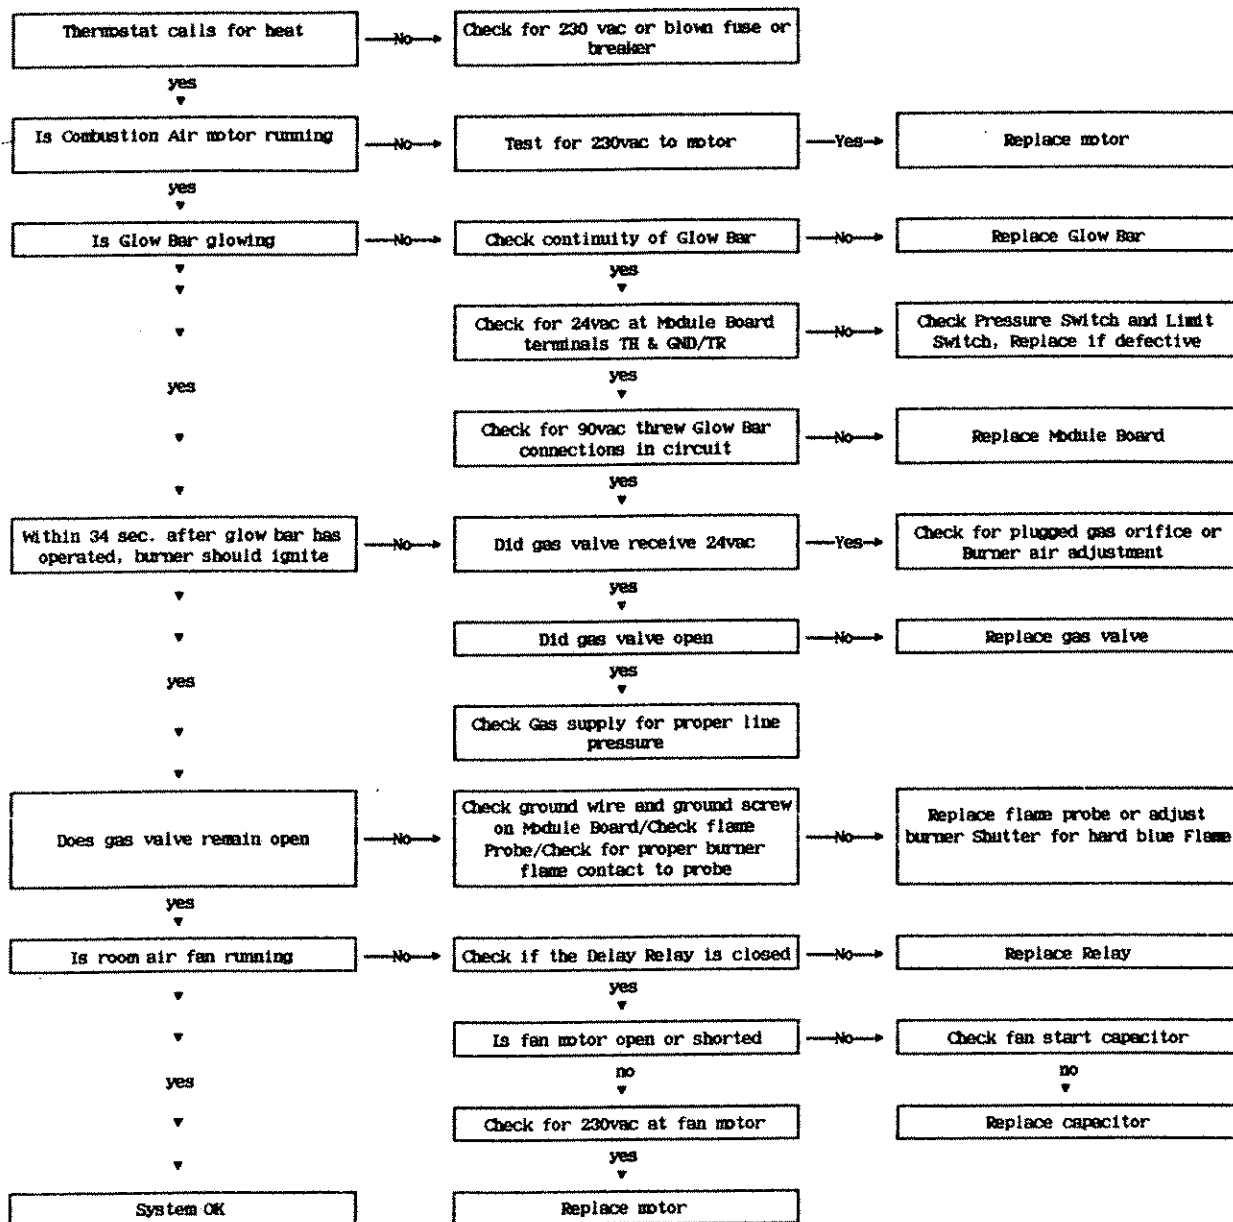 Thermostat calls for heat
No
Check for 230 vac or blown fuse or
breaker
yes
Is Combustion Air motor running
No
Test for 230vac to motor
Yes
Replace motor
yes
Is Glow Bar glowing
No
Check continuity of Glow Bar
No
Replace Glow Bar
yes
Check for 24vac at Module Board
terminals TH & GND/TR
No
Check Pressure Switch and Limit
Switch, Replace if defective
yes
yes
Check for 90vac threw Glow Bar
connections in circuit
No
Replace Module Board
yes
Within 34 sec. after glow bar has
operated, burner should ignite
No
Did gas valve receive 24vac
Yes
Check for plugged gas orifice or
Burner air adjustment
yes
Did gas valve open
No
Replace gas valve
yes
yes
Check Gas supply for proper line
pressure
Does gas valve remain open
No
Check ground wire and ground screw
on Module Board/Check flame
Probe/Check for proper burner
flame contact to probe
No
Replace flame probe or adjust
burner Shutter for hard blue Flame
yes
Is room air fan running
No
Check if the Delay Relay is closed
No
Replace Relay
yes
Is fan motor open or shorted
No
Check fan start capacitor
yes
no
no
Check for 230vac at fan motor
Replace capacitor
yes
System OK
Replace motor